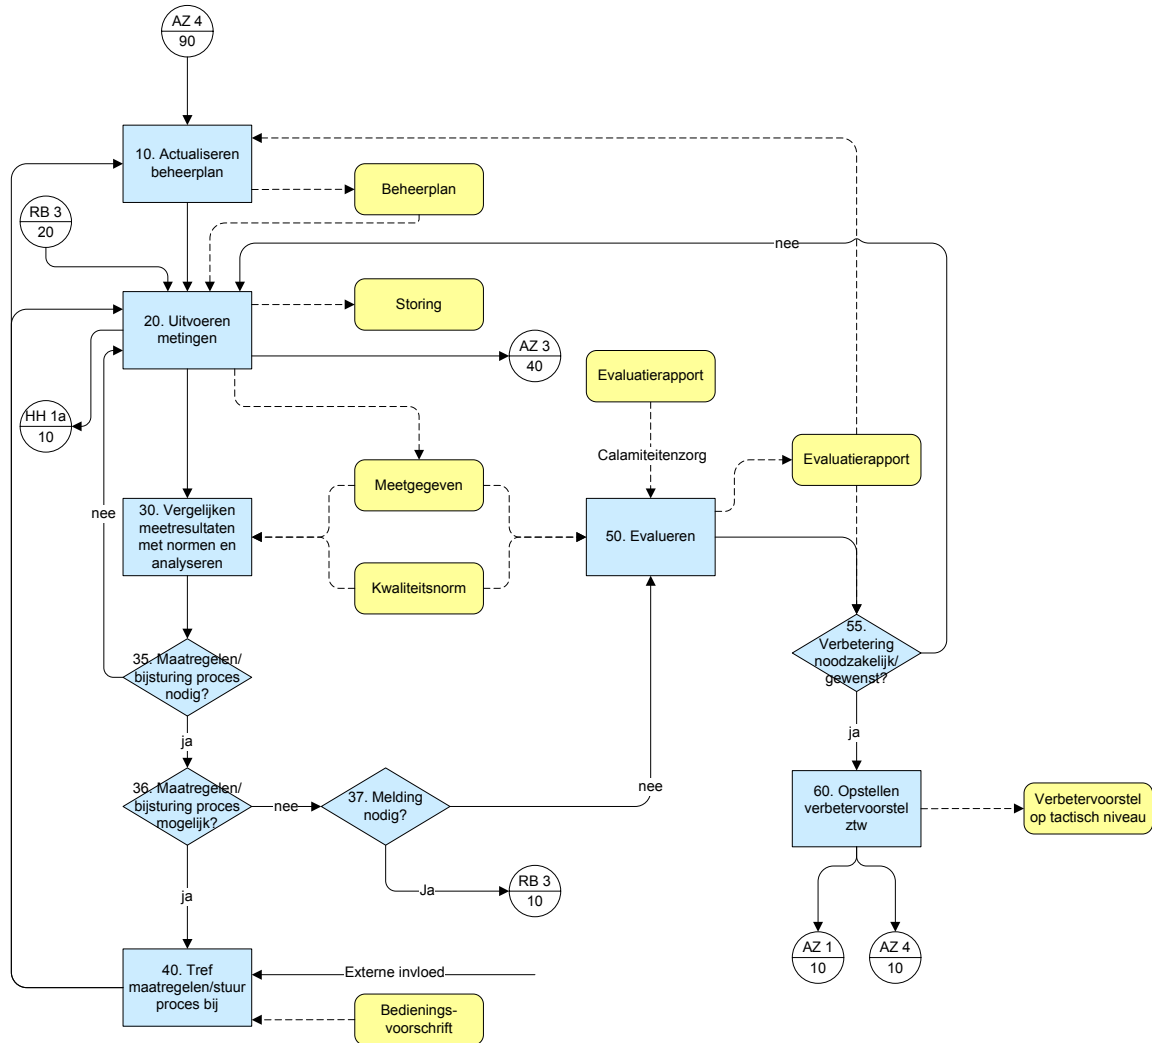 AZ 4
90
10. Actualiseren
beheerplan
Beheerplan
RB 3
20
nee
20. Uitvoeren
metingen
Storing
AZ 3
40
HH 1a
10
Evaluatierapport
Calamiteitenzorg
Evaluatierapport
nee
Meetgegeven
30. Vergelijken
meetresultaten
met normen en
analyseren
50. Evalueren
Kwaliteitsnorm
55.
Verbetering
noodzakelijk/
gewenst?
35. Maatregelen/
bijsturing proces
nodig?
ja
ja
36. Maatregelen/
bijsturing proces
mogelijk?
nee
37. Melding
nodig?
nee
60. Opstellen
verbetervoorstel
ztw
Verbetervoorstel
op tactisch niveau
ja
Ja
RB 3
10
AZ 1
10
AZ 4
10
40. Tref
maatregelen/stuur
proces bij
Externe invloed
Bedienings-
voorschrift